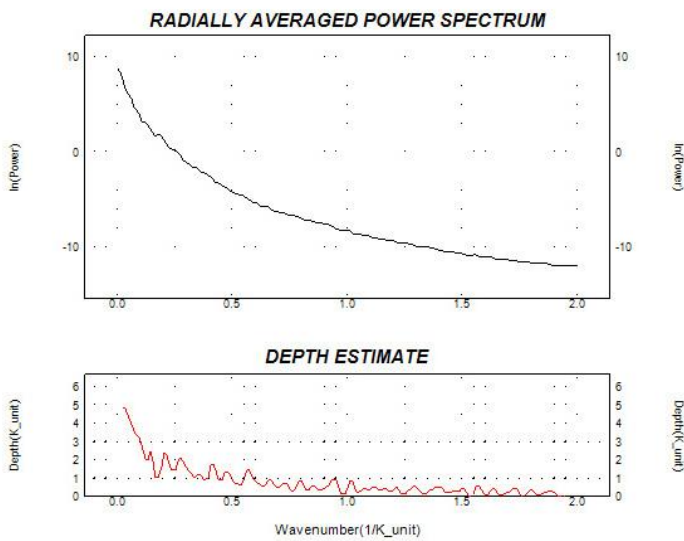 RADIALLY AVERAGED POWER SPECTRUM
10 10
0 0
-10 -10
ln(Power) ln(Power)
0.0 0.5 1.0 1.5 2.0
DEPTH ESTIMATE
6 6
5 5
4 4
3 3
2 2
1 1
0 0
Depth(K_unit) Depth(K_unit)
0.0 0.5 1.0 1.5 2.0
Wavenumber(1/K_unit)